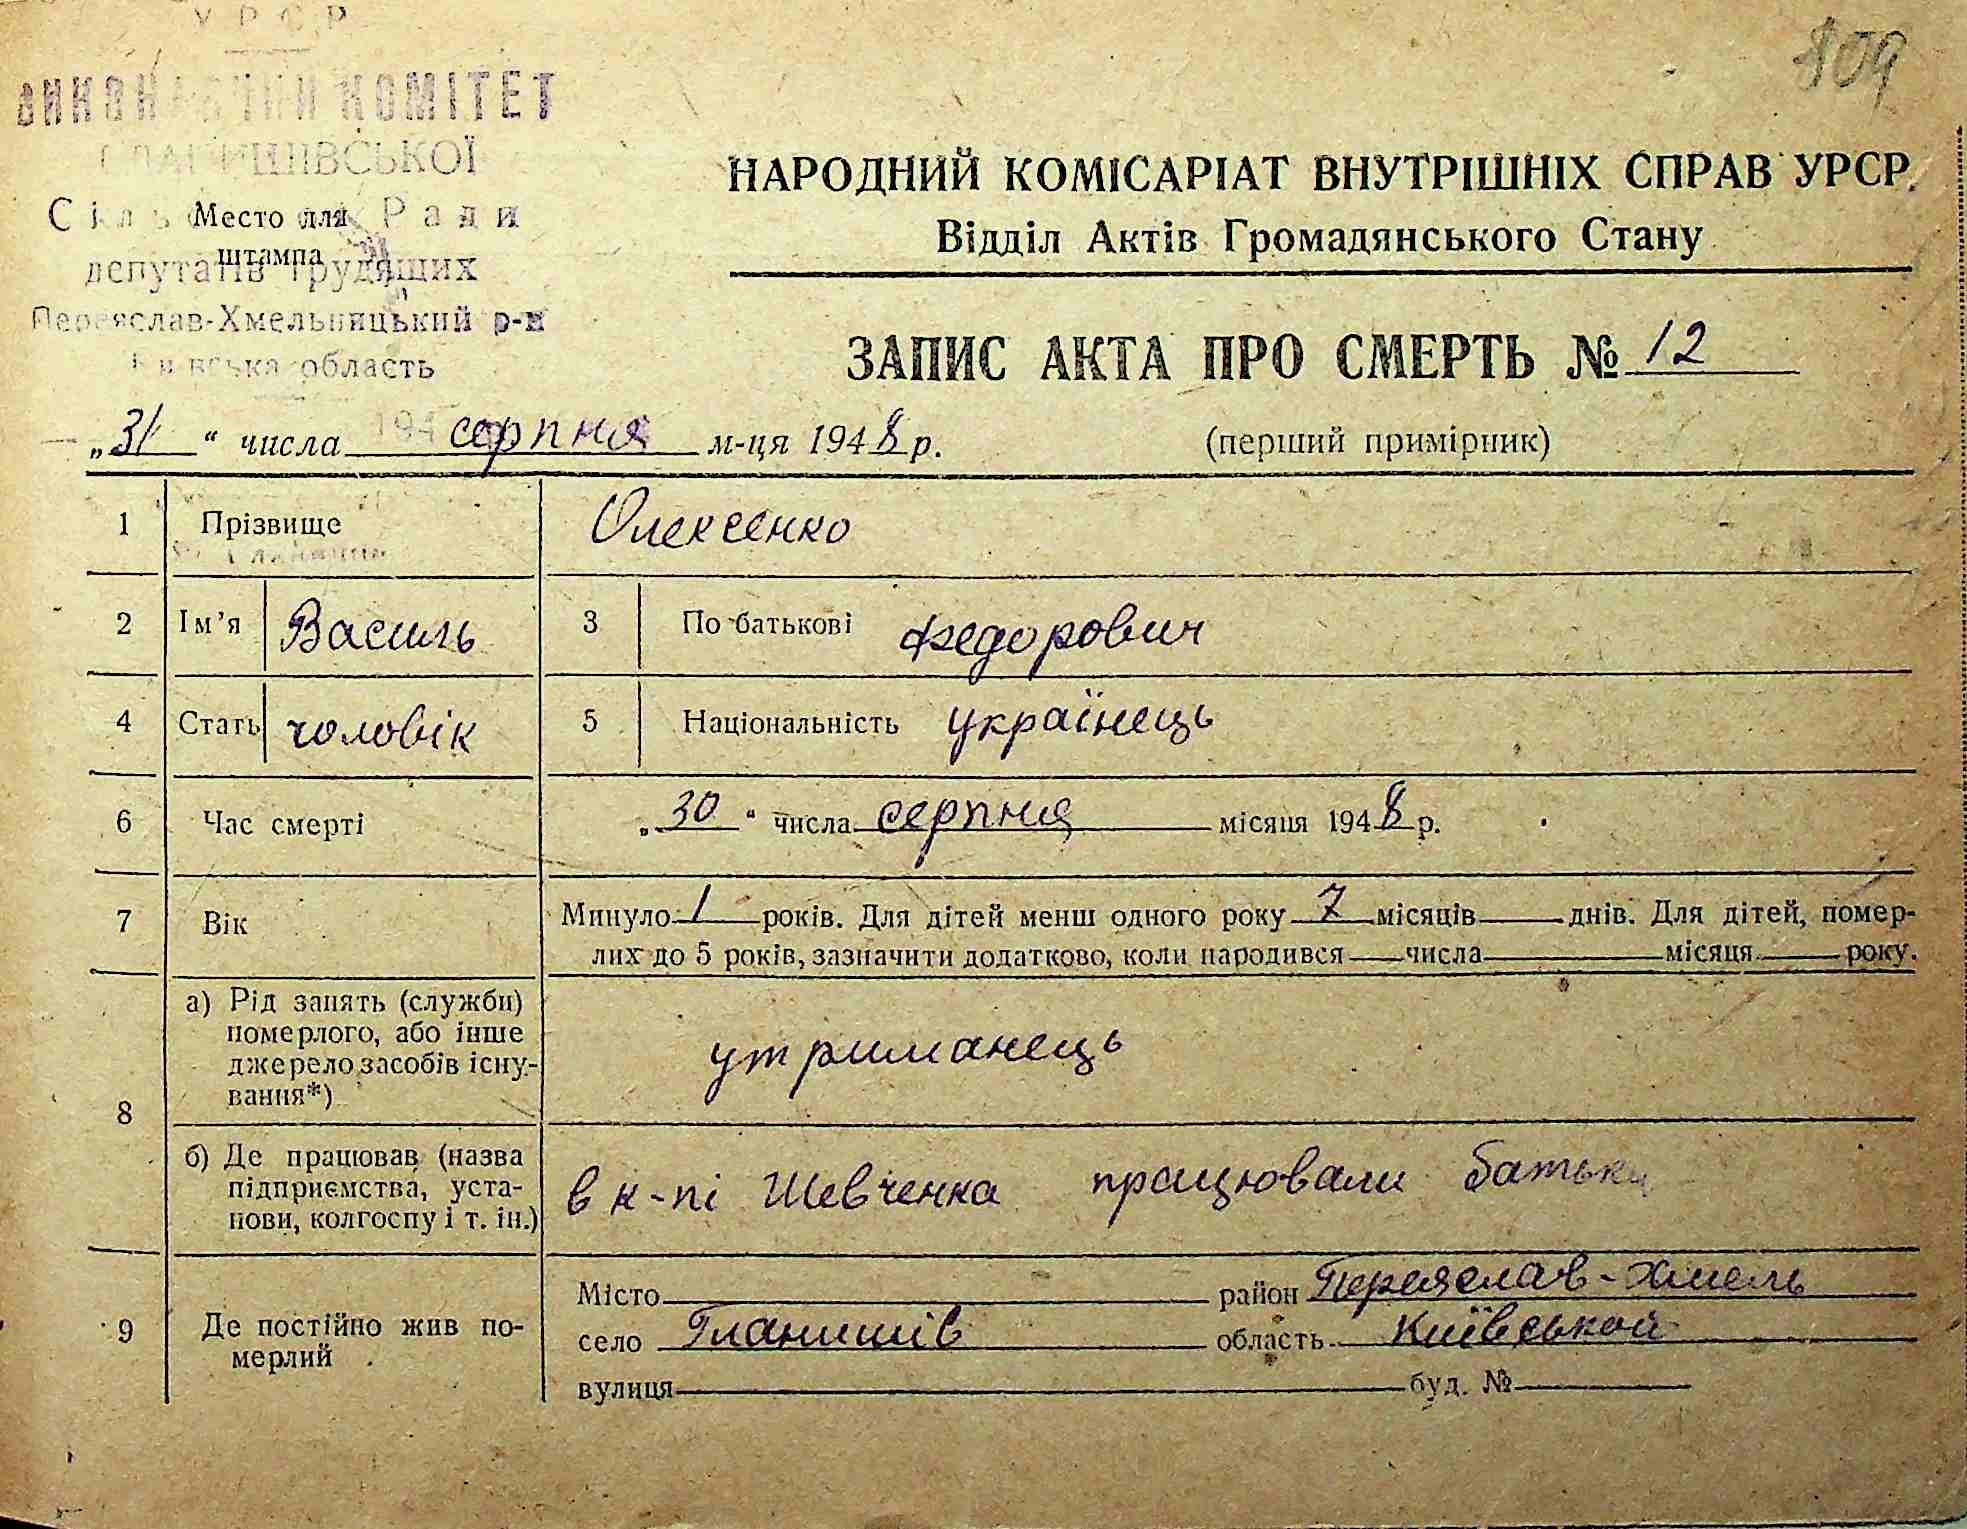 УРСР
ВИКОНАВЧИЙ КОМІТЕТ
ГЛАНИШІВСЬКОЇ
Сільської Ради
Место для
штампа
депутатів трудящих
Переяслав-Хмельницький р-н
Київська область
194
109
НАРОДНИЙ КОМІСАРІАТ ВНУТРІШНІХ СПРАВ УРСР.
Відділ Актів Громадянського Стану
ЗАПИС АКТА ПРО СМЕРТЬ № 12
„31“ числа серпня м-ця 1948 р.
(перший примірник)
1 Прізвище Олексенко
2 Ім’я Василь 3 По батькові Федорович
4 Стать чоловік 5 Національність українець
6 Час смерті „30“ числа серпня місяця 1948 р.
7 Вік Минуло 1 років. Для дітей менш одного року 7 місяців — днів. Для дітей, помер-
лих до 5 років, зазначити додатково, коли народився — числа — місяця — року.
8 а) Рід занять (служби)
померлого, або інше
джерело засобів існу-
вання*)
утриманець
б) Де працював (назва
підприємства, уста-
нови, колгоспу і т. ін.)
в к-пі Шевченка працювали батьки
9 Де постійно жив по-
мерлий
Місто район Переяслав-Хмель
село Гланишів область Київської
вулиця буд. №